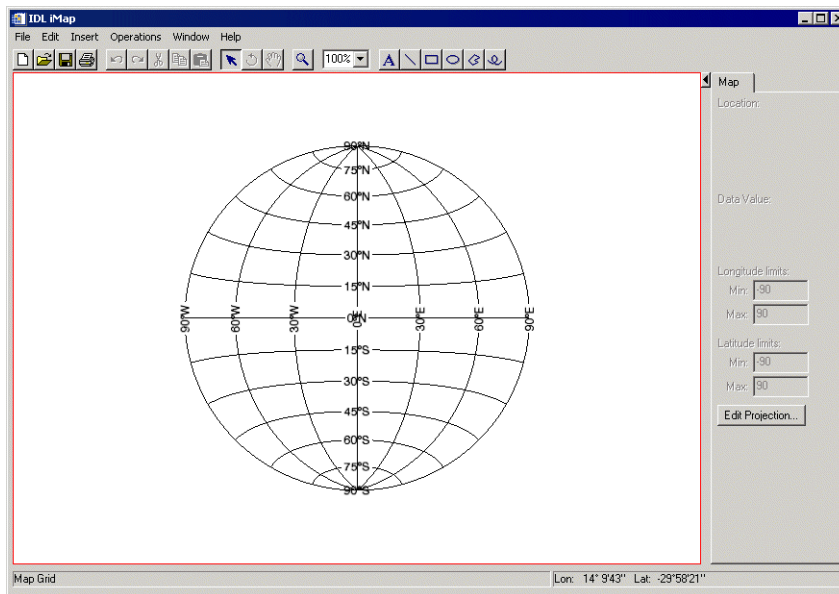 IDL iMap
File Edit Insert Operations Window Help
100%
A
Map
Location:
90°N
75°N
60°N
Data Value:
45°N
30°N
Longitude limits:
15°N
Min: -90
90°W 60°W 30°W 0°N 0°E 30°E 60°E 90°E
Max: 90
15°S
Latitude limits:
Min: -90
30°S
Max: 90
45°S
Edit Projection...
60°S
75°S
90°S
Map Grid
Lon: 14° 9'43" Lat: -29°58'21"